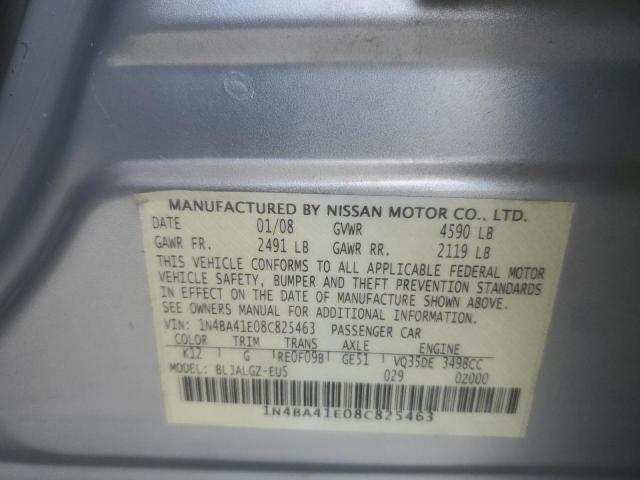 MANUFACTURED BY NISSAN MOTOR CO., LTD.
DATE 01/08 GVWR 4590 LB
GAWR FR. 2491 LB GAWR RR. 2119 LB
THIS VEHICLE CONFORMS TO ALL APPLICABLE FEDERAL MOTOR
VEHICLE SAFETY, BUMPER AND THEFT PREVENTION STANDARDS
IN EFFECT ON THE DATE OF MANUFACTURE SHOWN ABOVE.
SEE OWNERS MANUAL FOR ADDITIONAL INFORMATION.
VIN: 1N4BA41E08C825463 PASSENGER CAR
COLOR TRIM TRANS AXLE ENGINE
K12 G RE0F09B GE51 VQ35DE 3498CC
MODEL: BLJALGZ-EU5 029 0Z000
1N4BA41E08C825463